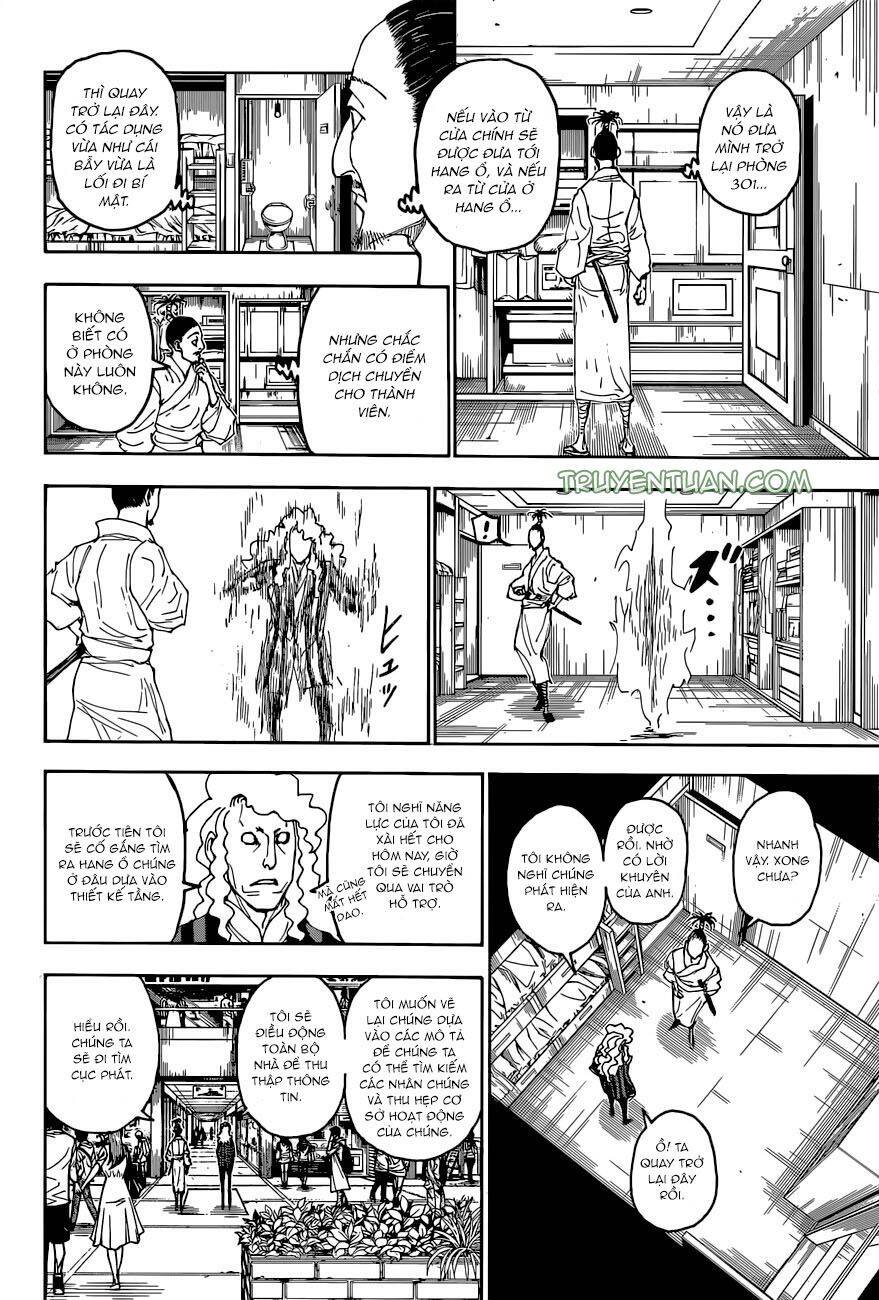 VẬY LÀ
NÓ ĐƯA
MÌNH TRỞ
LẠI PHÒNG
301...
NẾU VÀO TỪ
CỬA CHÍNH SẼ
ĐƯỢC ĐƯA TỚI
HANG Ổ, VÀ NẾU
RA TỪ CỬA Ở
HANG Ổ...
THÌ QUAY
TRỞ LẠI ĐÂY.
CÓ TÁC DỤNG
VỪA NHƯ CÁI
BẪY VỪA LÀ
LỐI ĐI BÍ
MẬT.
NHƯNG CHẮC
CHẮN CÓ ĐIỂM
DỊCH CHUYỂN
CHO THÀNH
VIÊN.
KHÔNG
BIẾT CÓ
Ở PHÒNG
NÀY LUÔN
KHÔNG.
TRUYENTUAN.COM
!
ズズ...
ヒュッ
NHANH
VẬY. XONG
CHƯA?
ĐƯỢC
RỒI. NHỜ
CÓ LỜI
KHUYÊN
CỦA ANH.
TÔI KHÔNG
NGHĨ CHÚNG
PHÁT HIỆN
RA.
Ồ! TA
QUAY TRỞ
LẠI ĐÂY
RỒI.
TÔI NGHĨ NĂNG
LỰC CỦA TÔI ĐÃ
XÀI HẾT CHO
HÔM NAY, GIỜ
TÔI SẼ CHUYỂN
QUA VAI TRÒ
HỖ TRỢ.
MÀ CŨNG
MẤT HẾT
DAO.
TRƯỚC TIÊN TÔI
SẼ CỐ GẮNG TÌM
RA HANG Ổ CHÚNG
Ở ĐÂU DỰA VÀO
THIẾT KẾ TẦNG.
TÔI MUỐN VẼ
LẠI CHÚNG DỰA
VÀO CÁC MÔ TẢ
ĐỂ CHÚNG TA
CÓ THỂ TÌM KIẾM
CÁC NHÂN CHỨNG
VÀ THU HẸP CƠ
SỞ HOẠT ĐỘNG
CỦA CHÚNG.
TÔI SẼ
ĐIỀU ĐỘNG
TOÀN BỘ
NHÀ ĐỂ THU
THẬP THÔNG
TIN.
HIỂU RỒI.
CHÚNG TA
SẼ ĐI TÌM
CỤC PHÁT.